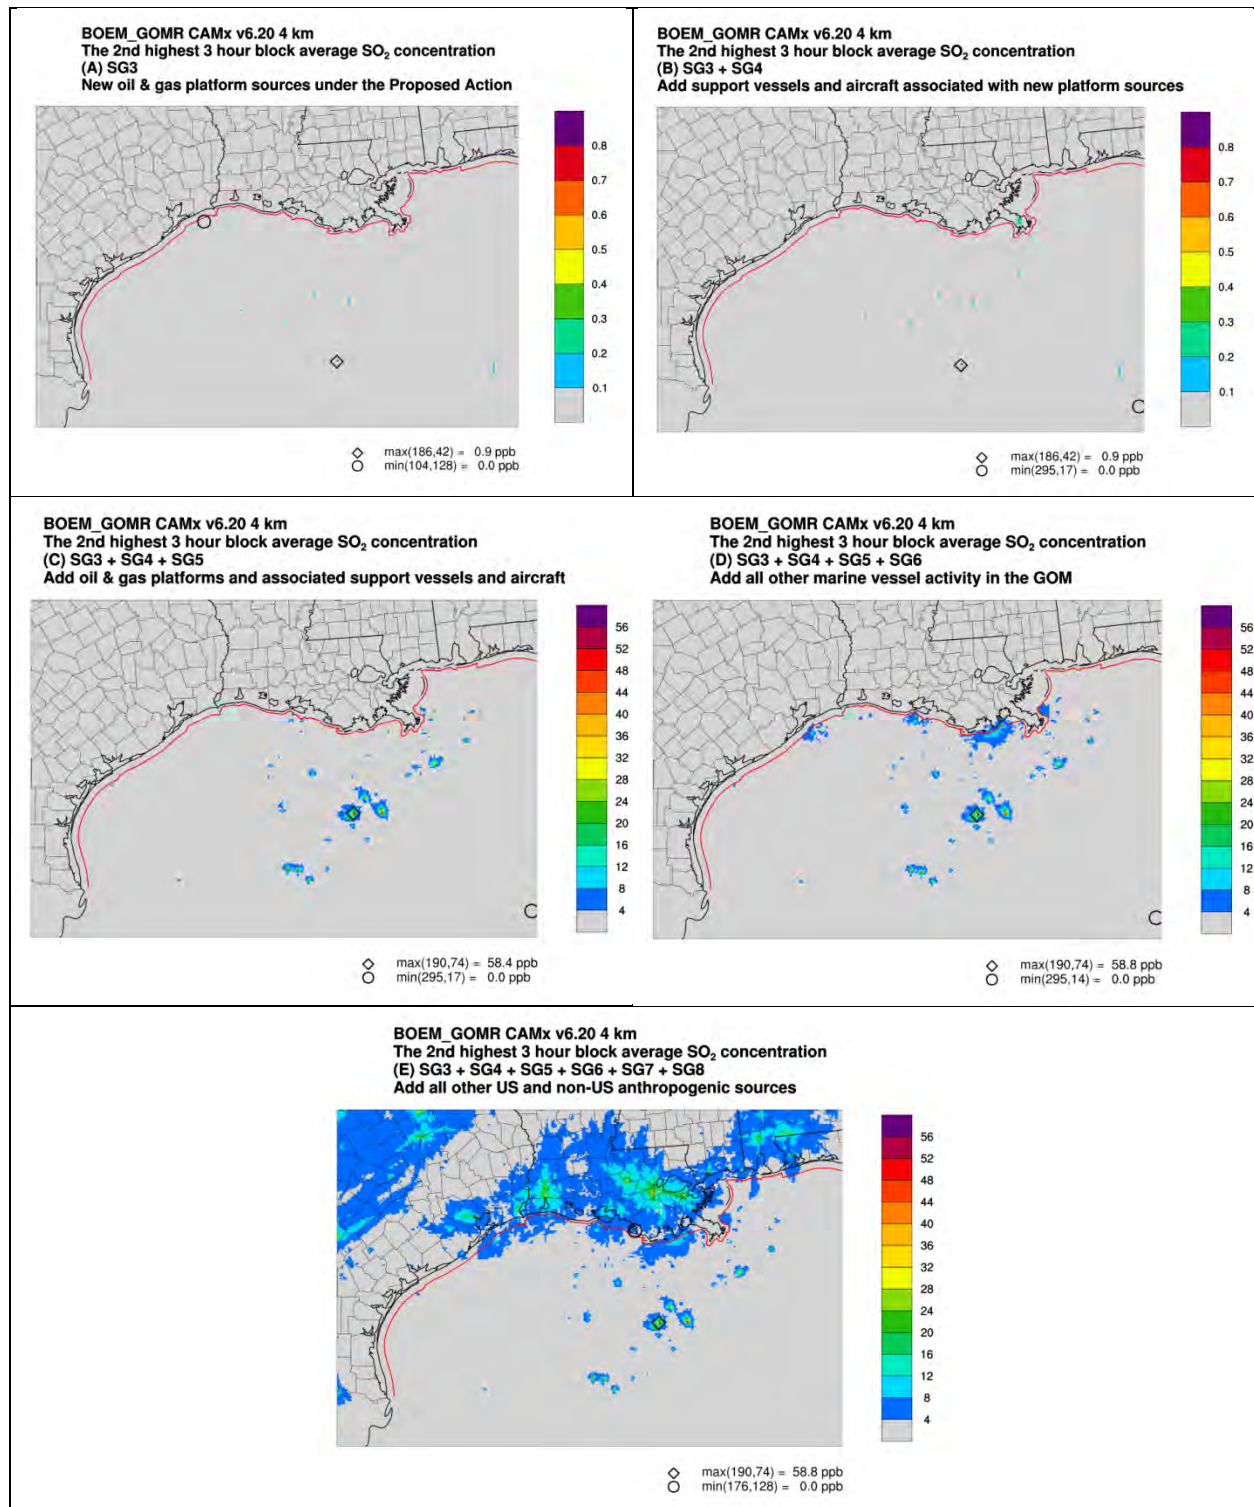 BOEM_GOMR CAMx v6.20 4 km
The 2nd highest 3 hour block average SO₂ concentration
(A) SG3
New oil & gas platform sources under the Proposed Action
0.8
0.7
0.6
0.5
0.4
0.3
0.2
0.1
max(186,42) = 0.9 ppb
min(104,128) = 0.0 ppb
BOEM_GOMR CAMx v6.20 4 km
The 2nd highest 3 hour block average SO₂ concentration
(B) SG3 + SG4
Add support vessels and aircraft associated with new platform sources
0.8
0.7
0.6
0.5
0.4
0.3
0.2
0.1
max(186,42) = 0.9 ppb
min(295,17) = 0.0 ppb
BOEM_GOMR CAMx v6.20 4 km
The 2nd highest 3 hour block average SO₂ concentration
(C) SG3 + SG4 + SG5
Add oil & gas platforms and associated support vessels and aircraft
56
52
48
44
40
36
32
28
24
20
16
12
8
4
max(190,74) = 58.4 ppb
min(295,17) = 0.0 ppb
BOEM_GOMR CAMx v6.20 4 km
The 2nd highest 3 hour block average SO₂ concentration
(D) SG3 + SG4 + SG5 + SG6
Add all other marine vessel activity in the GOM
56
52
48
44
40
36
32
28
24
20
16
12
8
4
max(190,74) = 58.8 ppb
min(295,14) = 0.0 ppb
BOEM_GOMR CAMx v6.20 4 km
The 2nd highest 3 hour block average SO₂ concentration
(E) SG3 + SG4 + SG5 + SG6 + SG7 + SG8
Add all other US and non-US anthropogenic sources
56
52
48
44
40
36
32
28
24
20
16
12
8
4
max(190,74) = 58.8 ppb
min(176,128) = 0.0 ppb